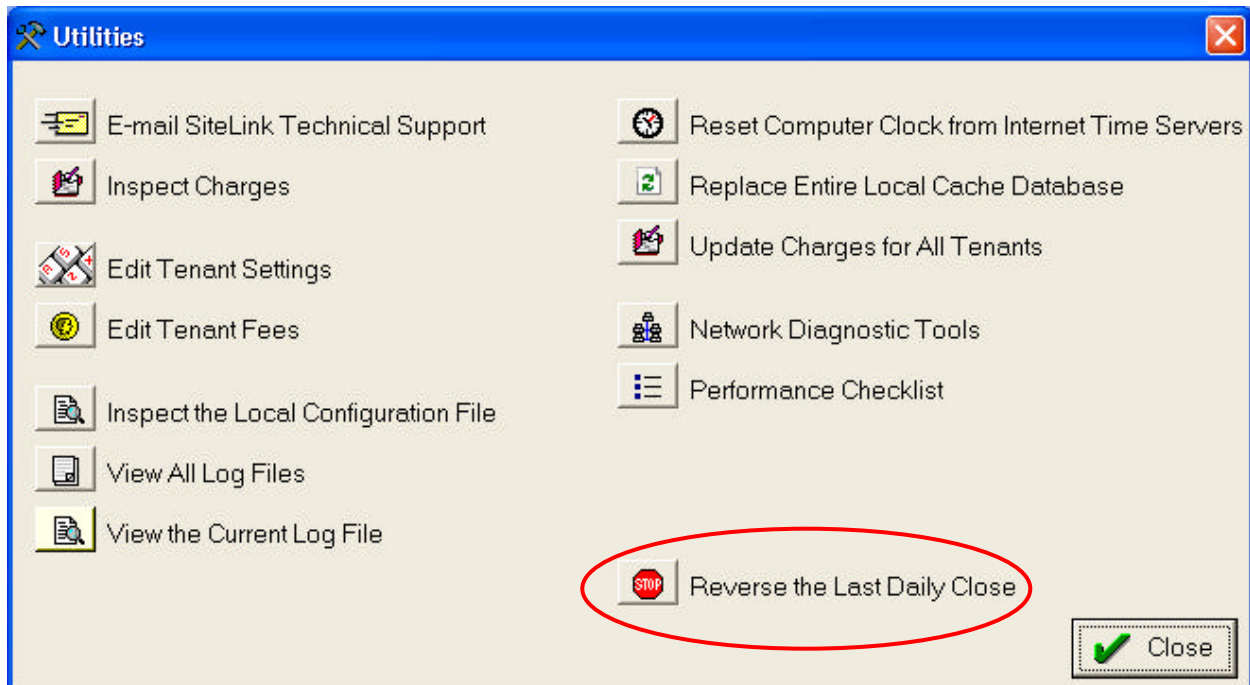 Utilities
E-mail SiteLink Technical Support
Inspect Charges
Edit Tenant Settings
Edit Tenant Fees
Inspect the Local Configuration File
View All Log Files
View the Current Log File
Reset Computer Clock from Internet Time Servers
Replace Entire Local Cache Database
Update Charges for All Tenants
Network Diagnostic Tools
Performance Checklist
STOP
Reverse the Last Daily Close
Close